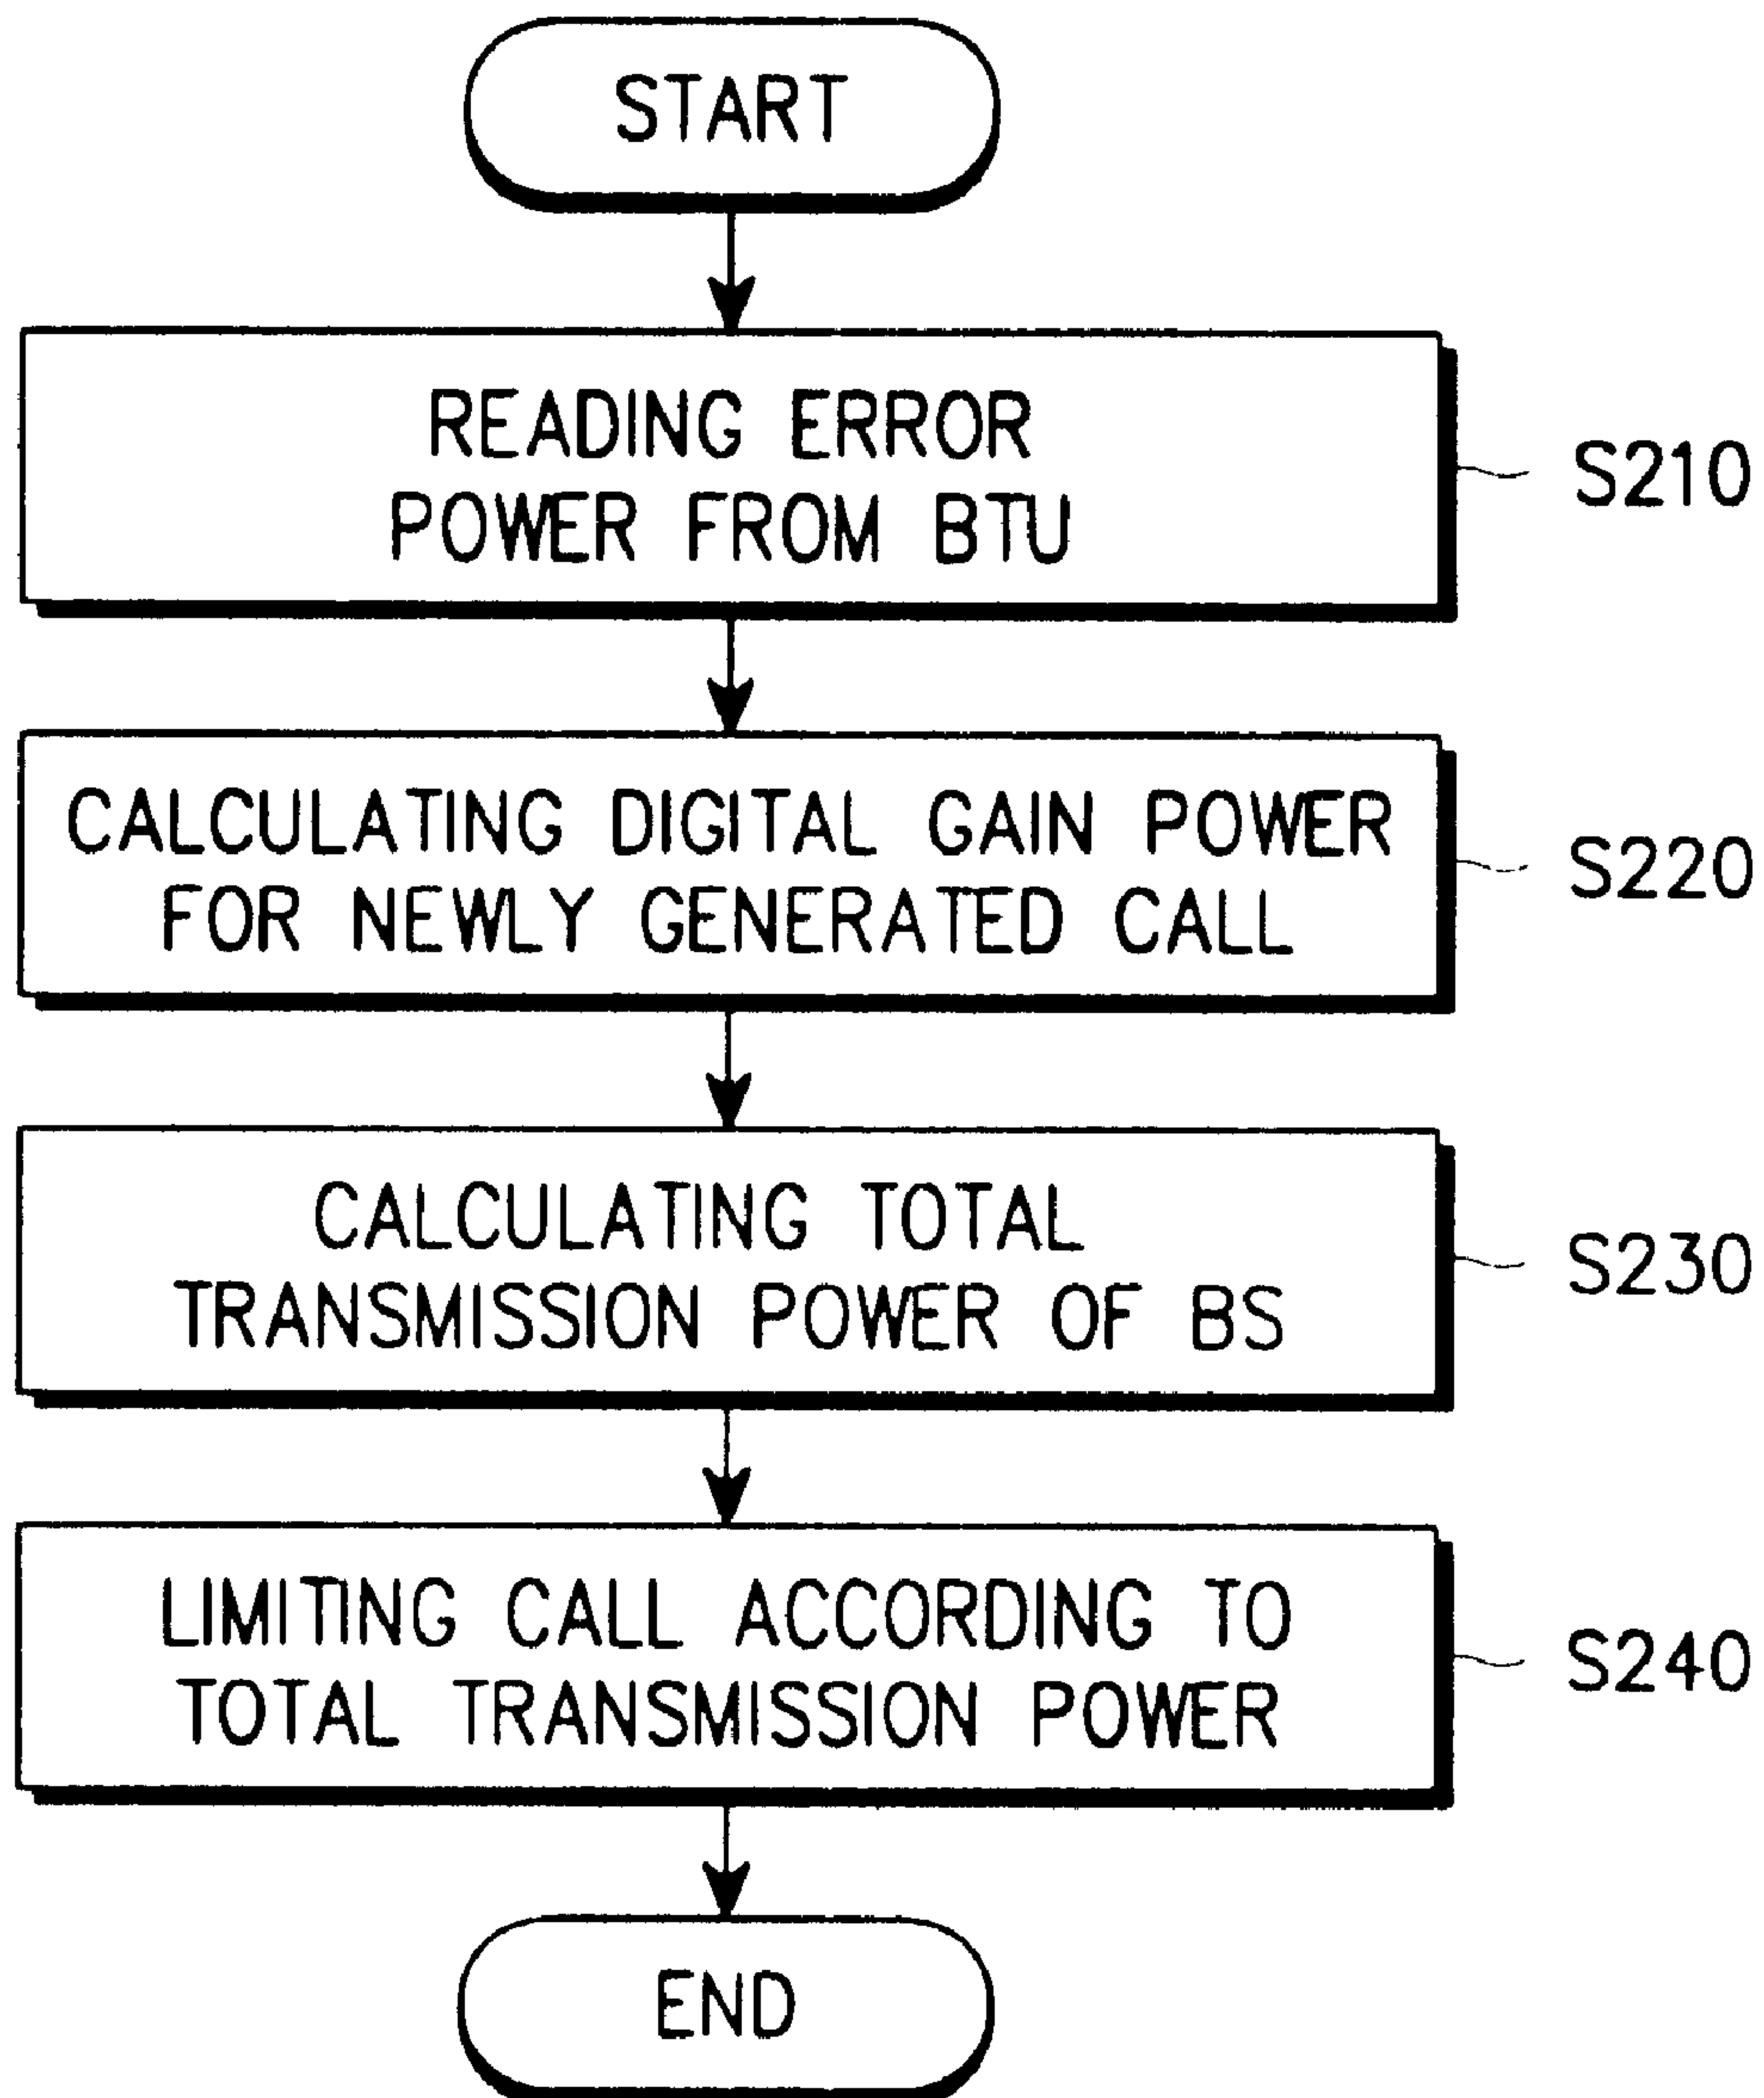 START
READING ERROR
POWER FROM BTU
S210
CALCULATING DIGITAL GAIN POWER
FOR NEWLY GENERATED CALL
S220
CALCULATING TOTAL
TRANSMISSION POWER OF BS
S230
LIMITING CALL ACCORDING TO
TOTAL TRANSMISSION POWER
S240
END